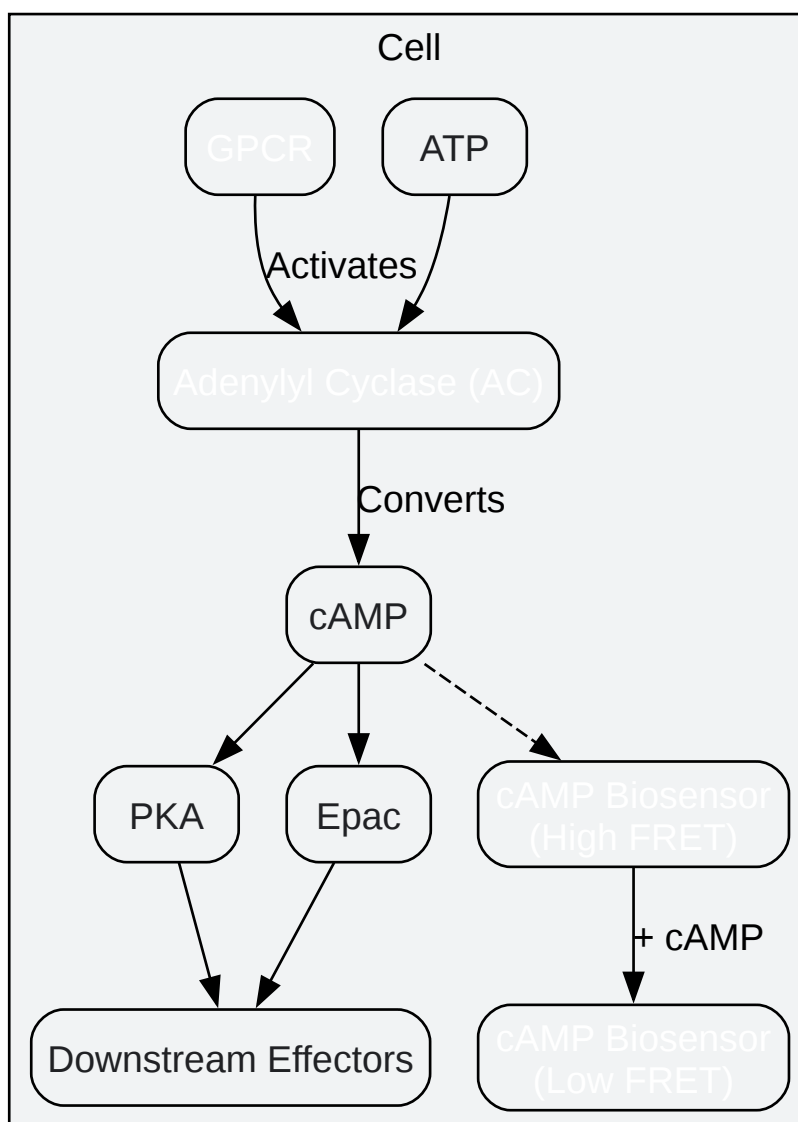 Cell
GPCR
ATP
Activates
Adenylyl Cyclase (AC)
Converts
cAMP
PKA
Epac
cAMP Biosensor
(High FRET)
+ cAMP
Downstream Effectors
cAMP Biosensor
(Low FRET)